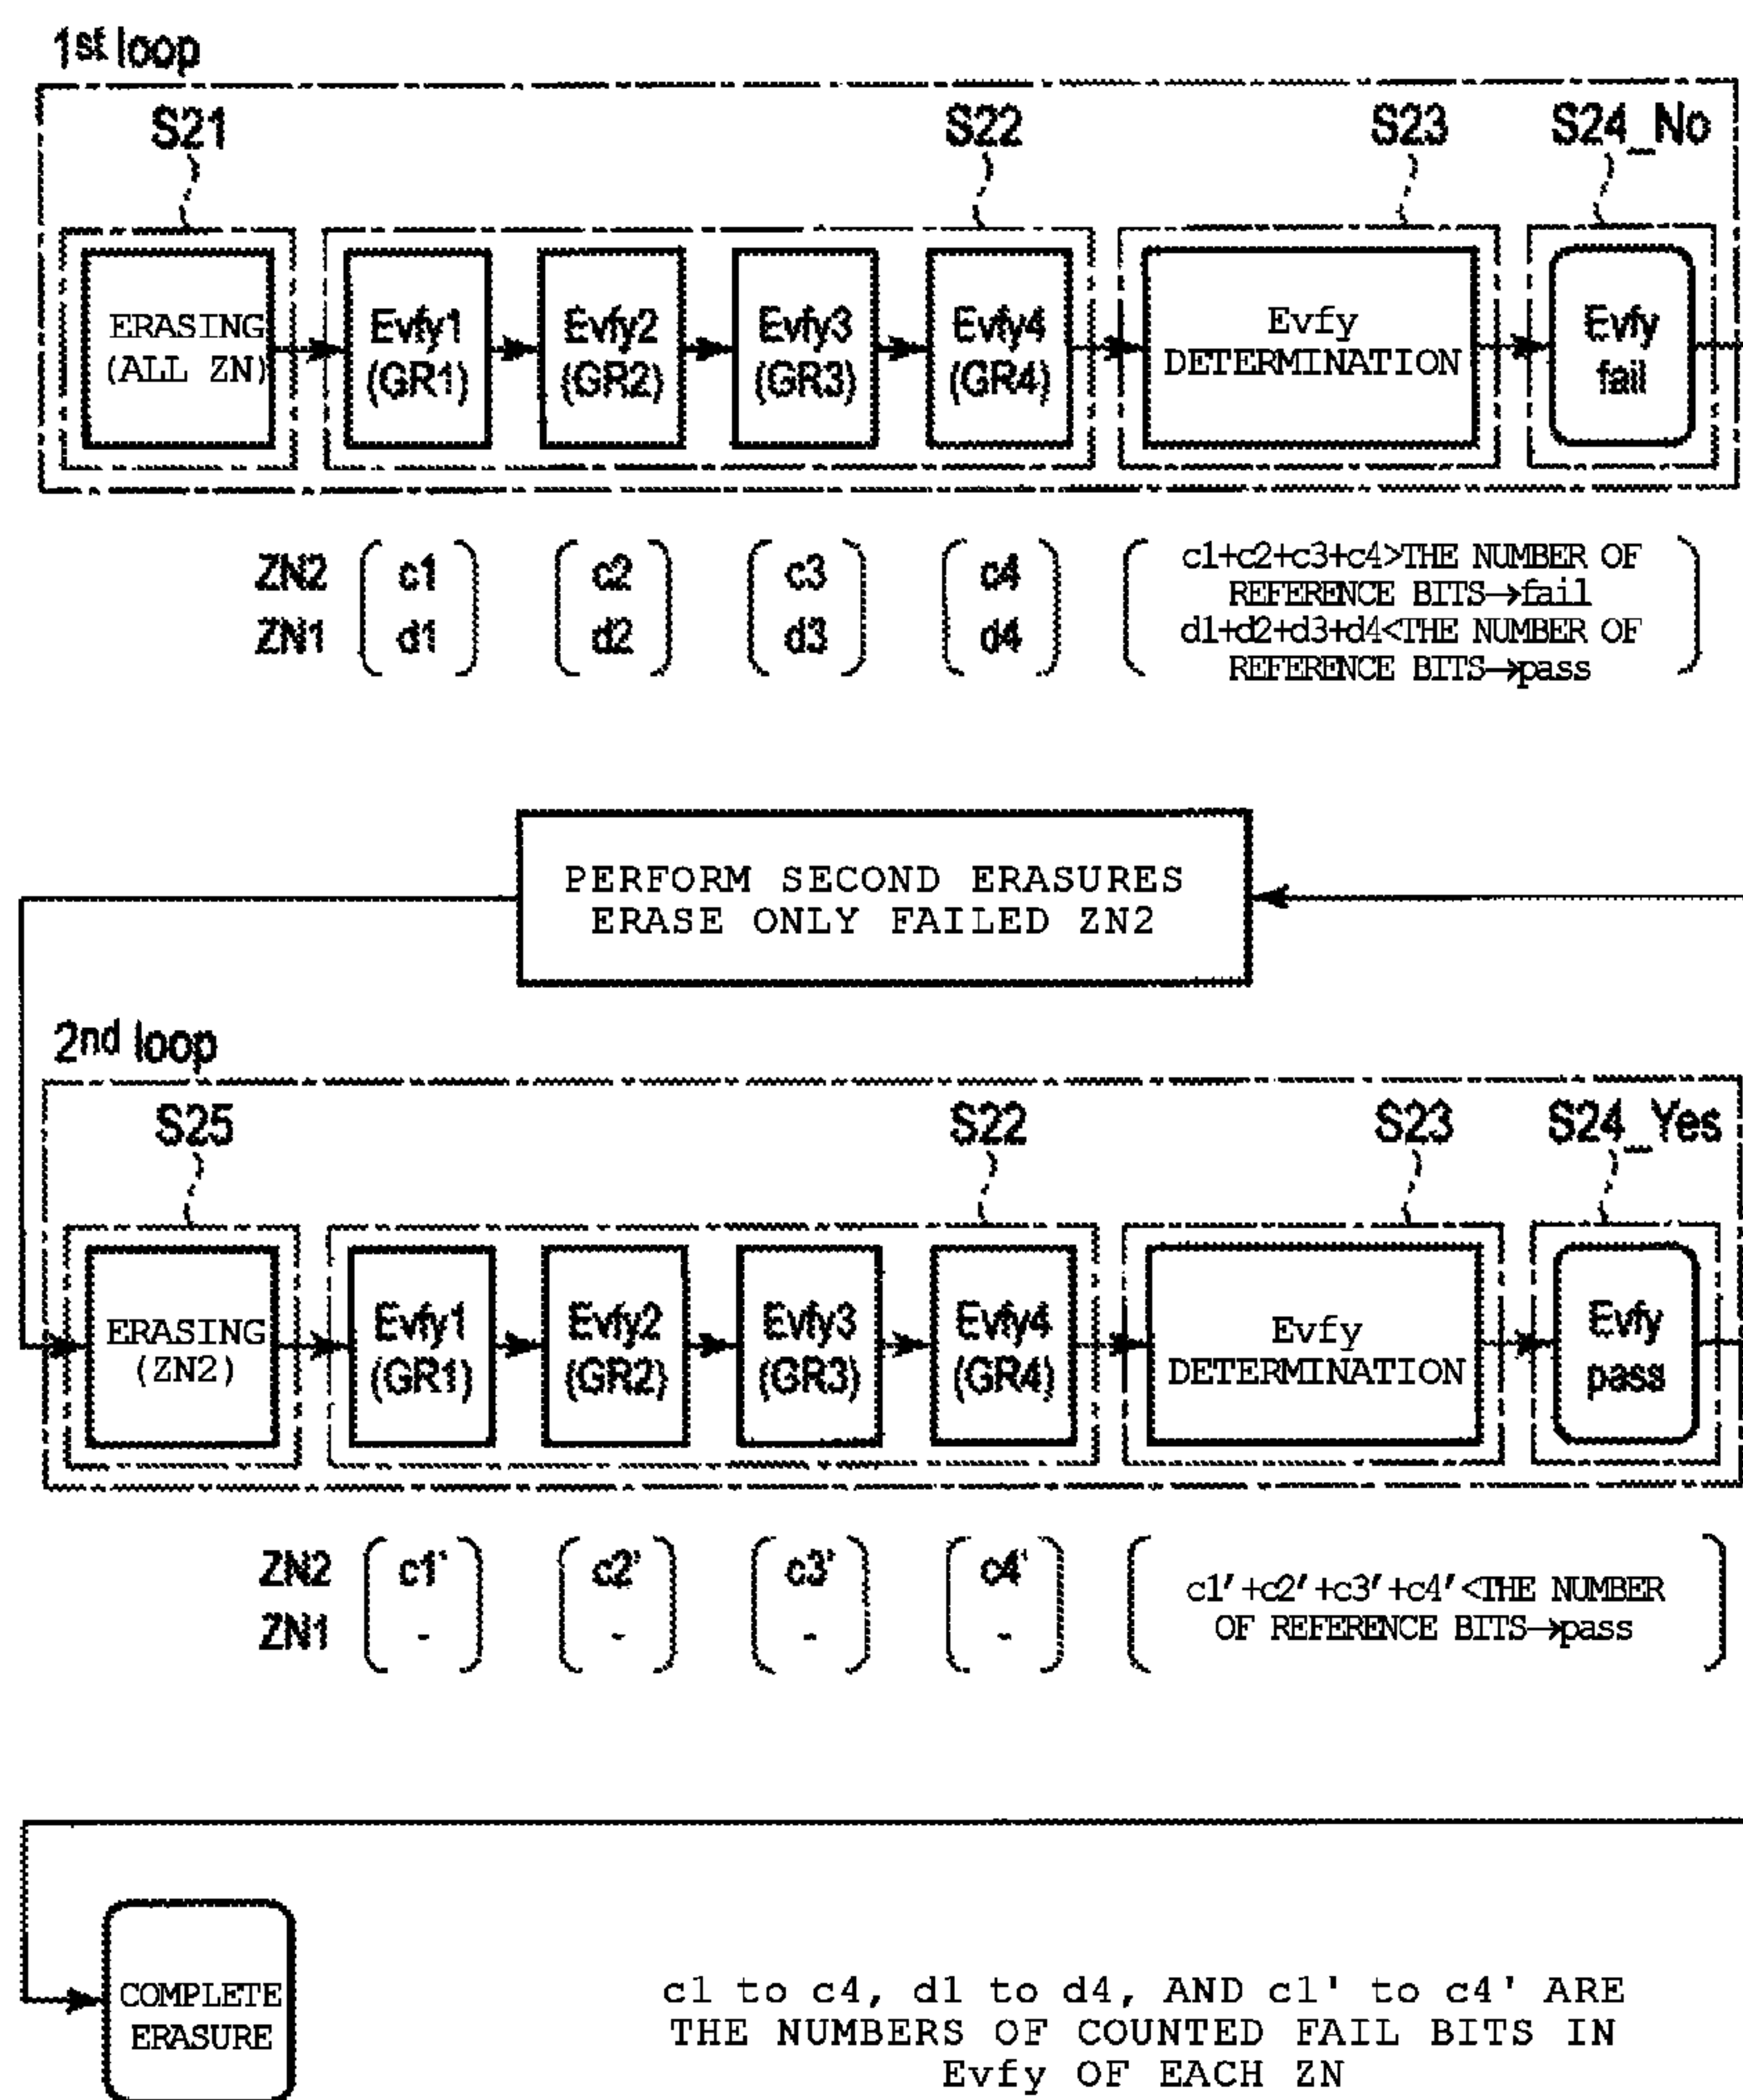 1st loop
S21 S22 S23 S24_No
ERASING
(ALL ZN)
Evfy1
(GR1)
Evfy2
(GR2)
Evfy3
(GR3)
Evfy4
(GR4)
Evfy
DETERMINATION
Evfy
fail
ZN2 c1 c2 c3 c4
ZN1 d1 d2 d3 d4
c1+c2+c3+c4>THE NUMBER OF
REFERENCE BITS→fail
d1+d2+d3+d4<THE NUMBER OF
REFERENCE BITS→pass
PERFORM SECOND ERASURES
ERASE ONLY FAILED ZN2
2nd loop
S25 S22 S23 S24_Yes
ERASING
(ZN2)
Evfy1
(GR1)
Evfy2
(GR2)
Evfy3
(GR3)
Evfy4
(GR4)
Evfy
DETERMINATION
Evfy
pass
ZN2 c1' c2' c3' c4'
ZN1 - - - -
c1'+c2'+c3'+c4'<THE NUMBER
OF REFERENCE BITS→pass
COMPLETE
ERASURE
c1 to c4, d1 to d4, AND c1' to c4' ARE
THE NUMBERS OF COUNTED FAIL BITS IN
Evfy OF EACH ZN